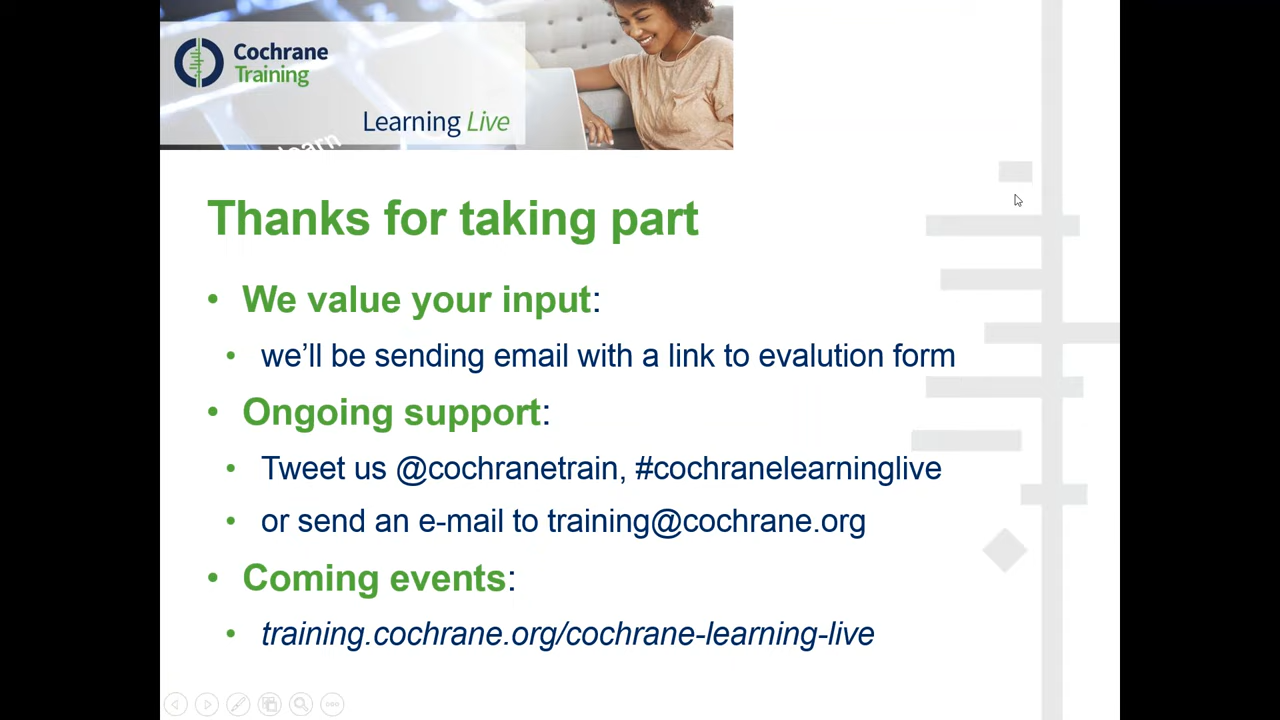 Cochrane
Training
Learning Live
learn
Thanks for taking part
• We value your input:
• we’ll be sending email with a link to evalution form
• Ongoing support:
• Tweet us @cochranetrain, #cochranelearninglive
• or send an e-mail to training@cochrane.org
• Coming events:
• training.cochrane.org/cochrane-learning-live